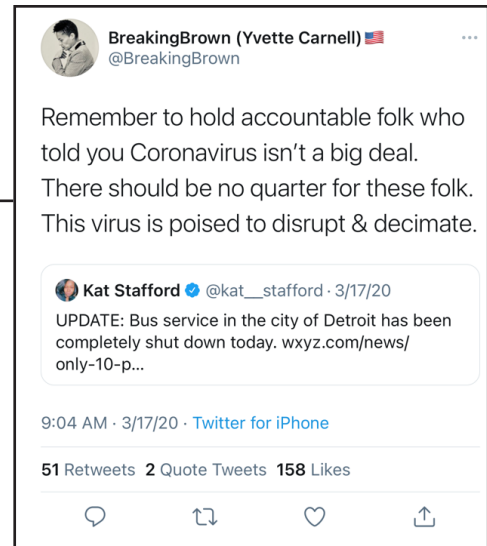 BreakingBrown (Yvette Carnell)🇺🇸
@BreakingBrown
Remember to hold accountable folk who
told you Coronavirus isn't a big deal.
There should be no quarter for these folk.
This virus is poised to disrupt & decimate.
Kat Stafford @kat__stafford · 3/17/20
UPDATE: Bus service in the city of Detroit has been
completely shut down today. wxyz.com/news/
only-10-p...
9:04 AM · 3/17/20 · Twitter for iPhone
51 Retweets 2 Quote Tweets 158 Likes